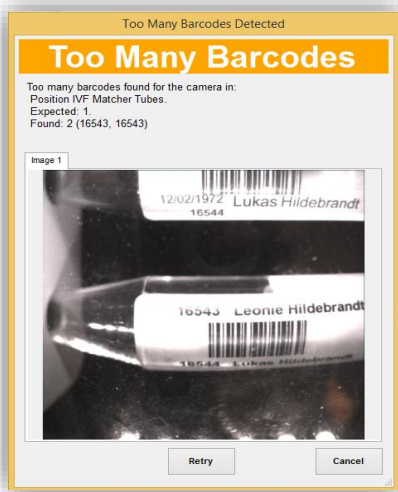 Too Many Barcodes Detected
Too Many Barcodes
Too many barcodes found for the camera in:
Position IVF Matcher Tubes.
Expected: 1.
Found: 2 (16543, 16543)
Image 1
12/02/1972 Lukas Hildebrandt
16544
16543 Leonie Hildebrandt
16544 Lukas Hildebrandt
Retry
Cancel